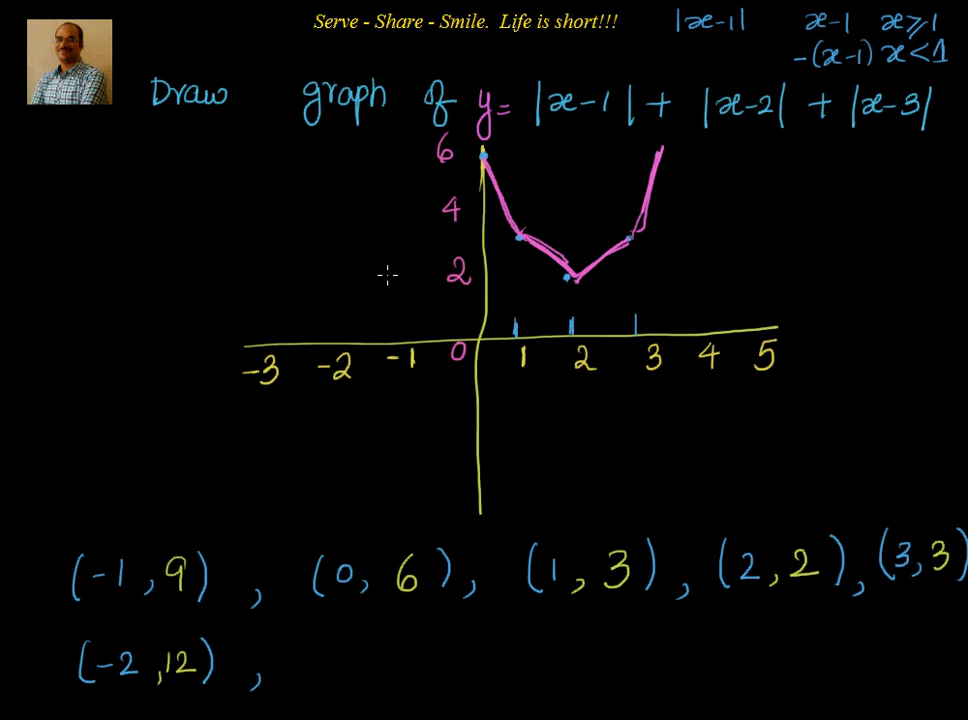 Serve - Share - Smile. Life is short!!!
|x-1| x-1 x≥1
-(x-1) x<1
Draw graph of y= |x-1| + |x-2| + |x-3|
6
4
2
-3 -2 -1 0 1 2 3 4 5
(-1,9), (0,6), (1,3), (2,2), (3,3)
(-2,12),